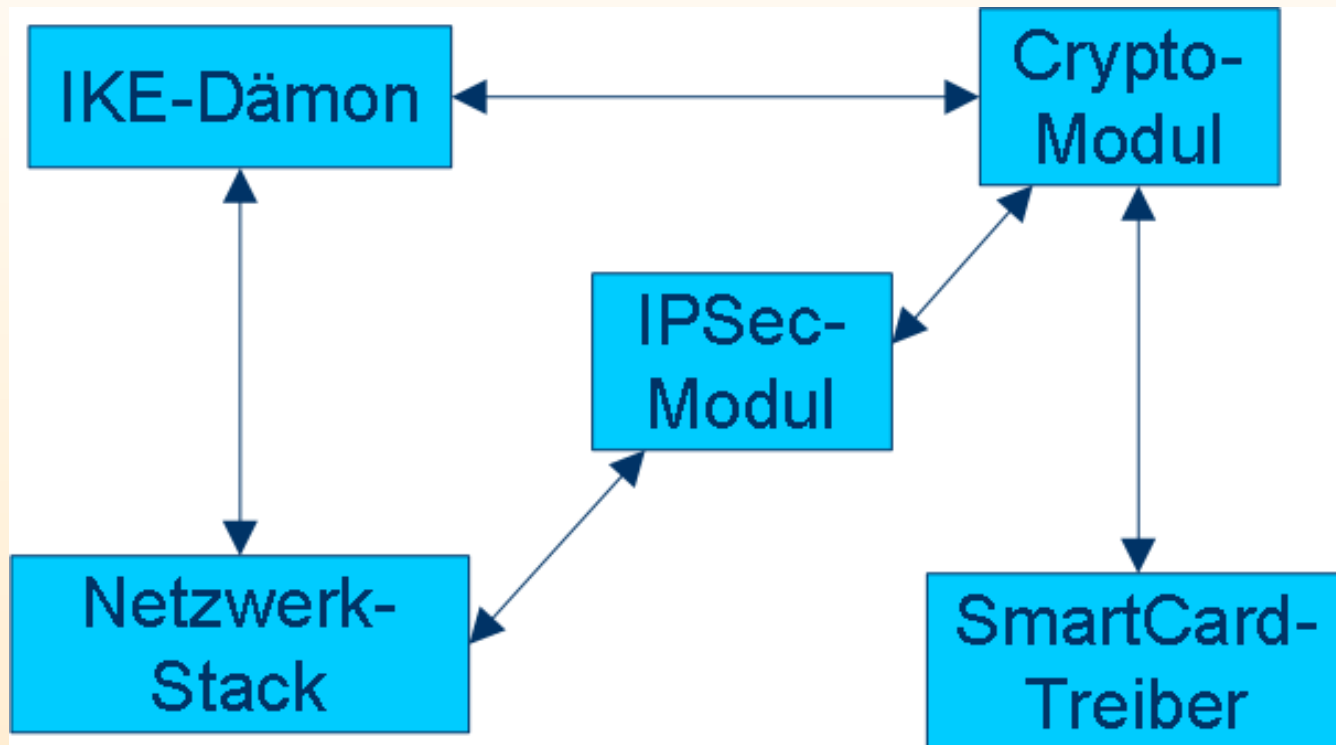 IKE-Dämon
Crypto-
Modul
IPSec-
Modul
Netzwerk-
Stack
SmartCard-
Treiber